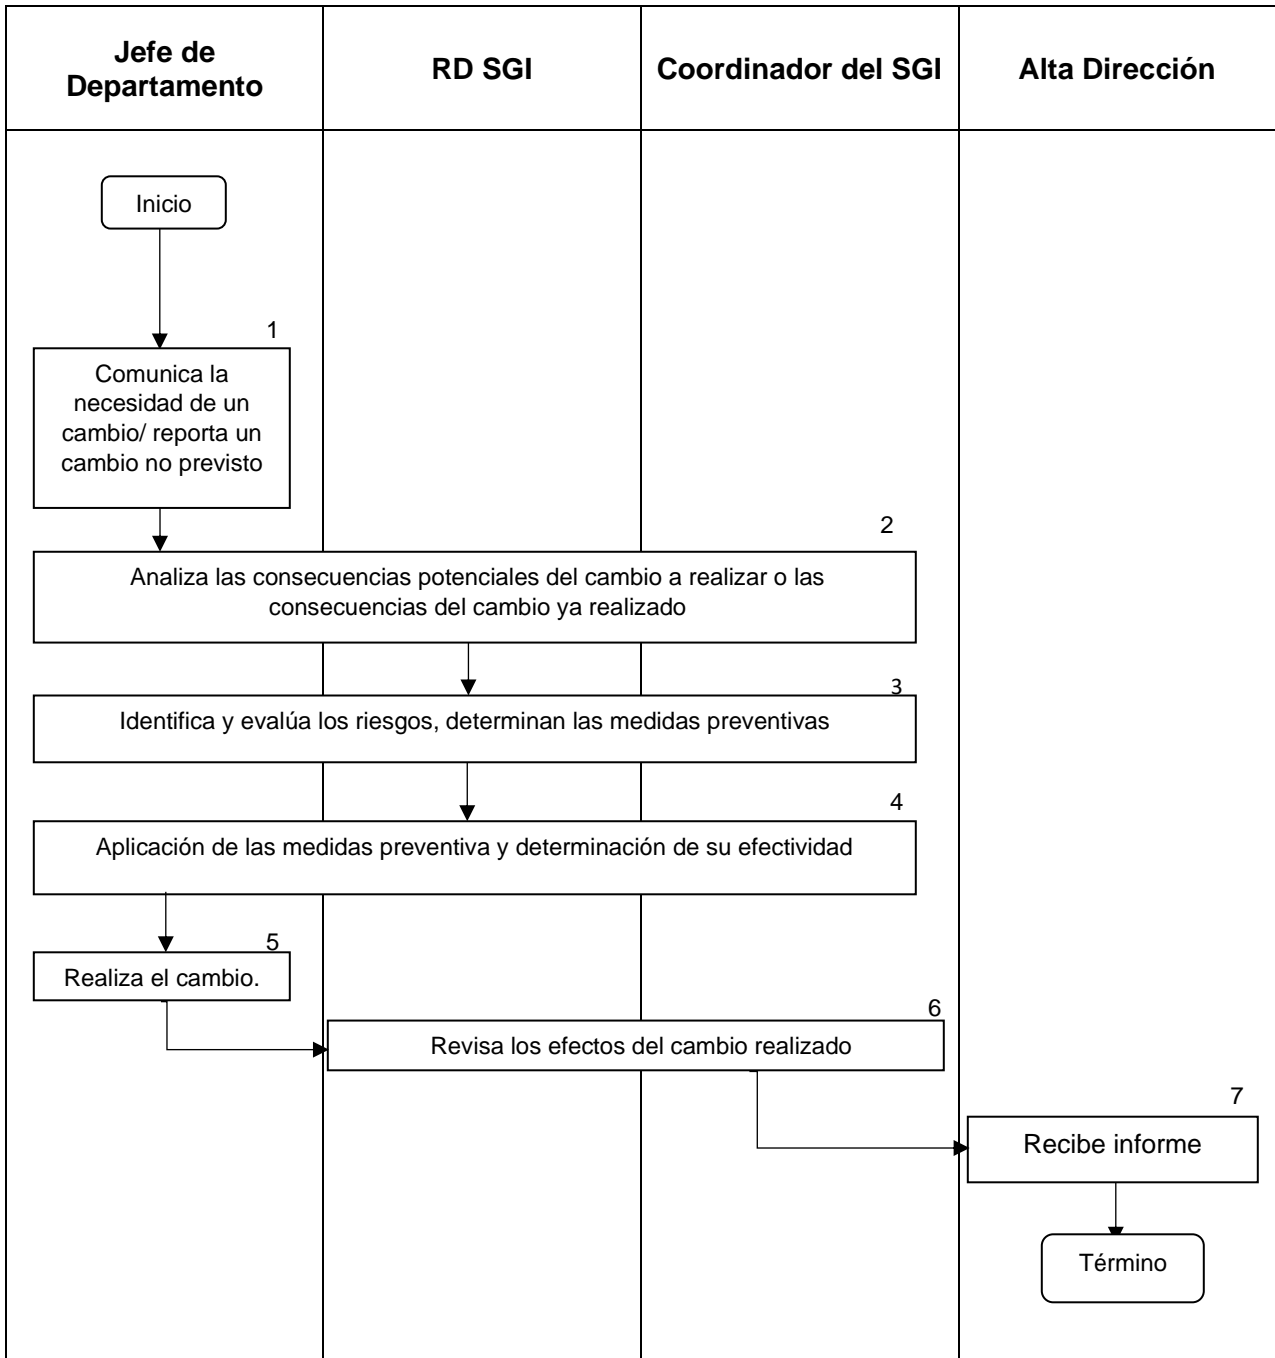 Jefe de
Departamento
RD SGI
Coordinador del SGI
Alta Dirección
Inicio
1
Comunica la
necesidad de un
cambio/ reporta un
cambio no previsto
2
Analiza las consecuencias potenciales del cambio a realizar o las
consecuencias del cambio ya realizado
3
Identifica y evalúa los riesgos, determinan las medidas preventivas
4
Aplicación de las medidas preventiva y determinación de su efectividad
5
Realiza el cambio.
6
Revisa los efectos del cambio realizado
7
Recibe informe
Término